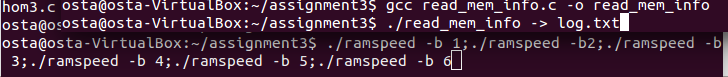 hom3.c osta@osta-VirtualBox:~/assignment3$ gcc read_mem_info.c -o read_mem_info
osta@osta-VirtualBox:~/assignment3$ ./read_mem_info -> log.txt
osta@osta-VirtualBox:~/assignment3$ ./ramspeed -b 1;./ramspeed -b2;./ramspeed -b
3;./ramspeed -b 4;./ramspeed -b 5;./ramspeed -b 6